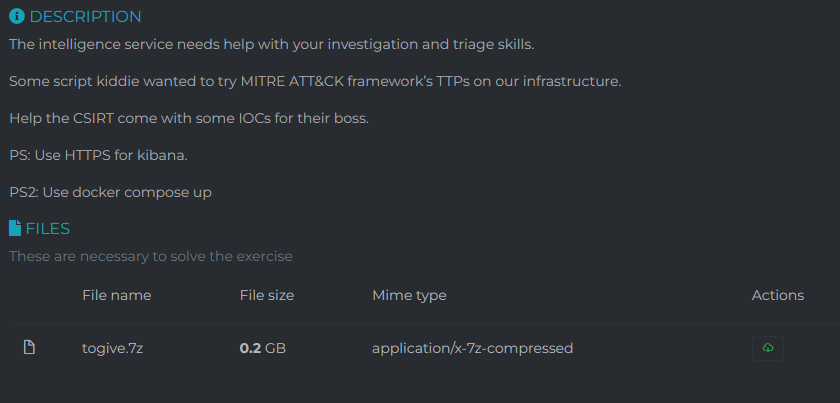 DESCRIPTION
The intelligence service needs help with your investigation and triage skills.
Some script kiddie wanted to try MITRE ATT&CK framework’s TTPs on our infrastructure.
Help the CSIRT come with some IOCs for their boss.
PS: Use HTTPS for kibana.
PS2: Use docker compose up
FILES
These are necessary to solve the exercise
File name File size Mime type Actions
togive.7z 0.2 GB application/x-7z-compressed